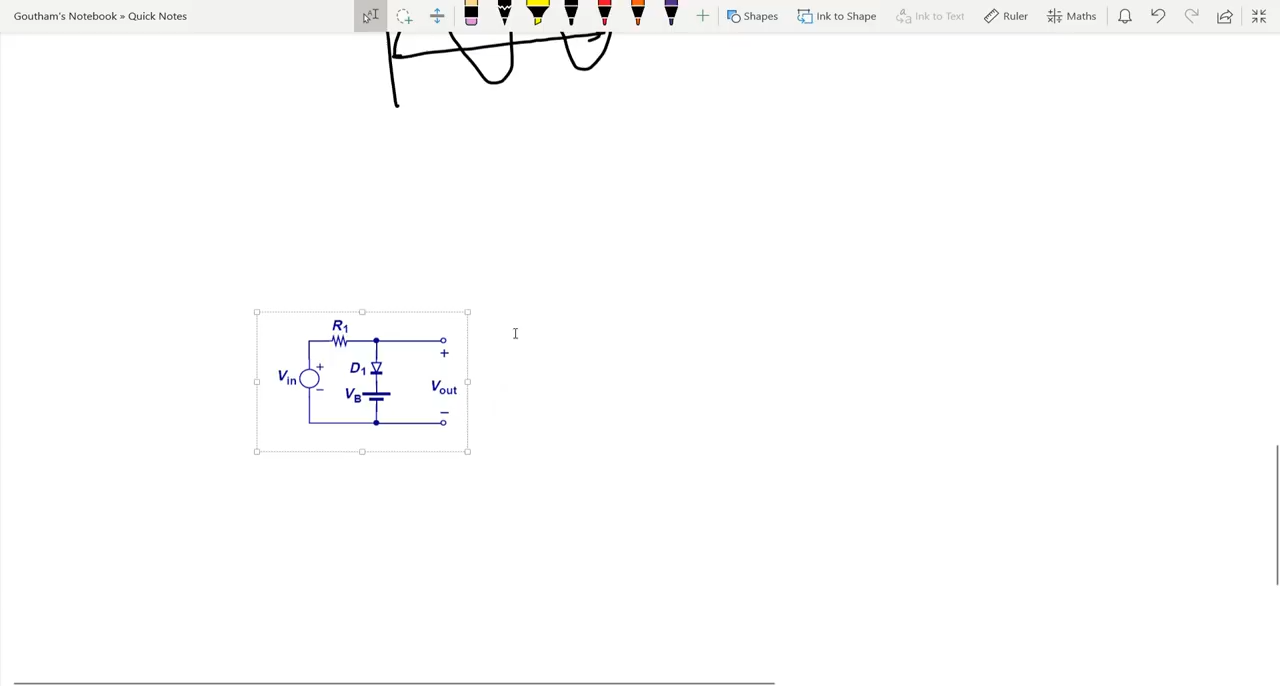 Goutham's Notebook » Quick Notes
Shapes
Ink to Shape
Ink to Text
Ruler
Maths
R1
+
+
Vin
D1
−
VB
Vout
−